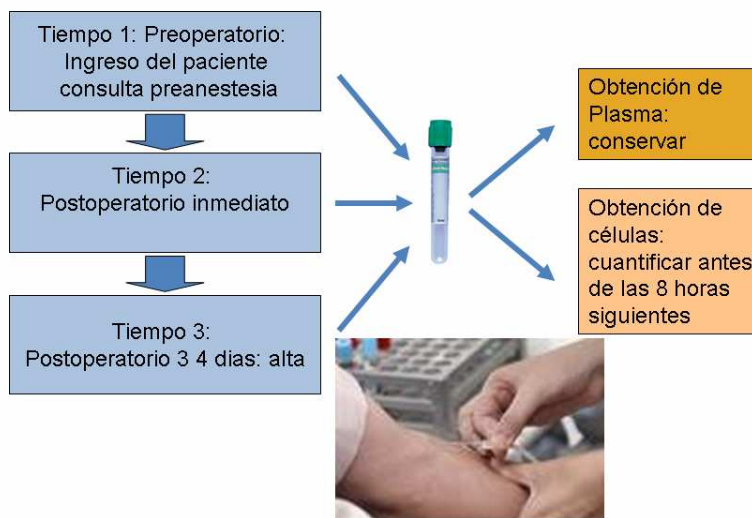 Tiempo 1: Preoperatorio:
Ingreso del paciente
consulta preanestesia
Tiempo 2:
Postoperatorio inmediato
Tiempo 3:
Postoperatorio 3 4 dias: alta
Obtención de
Plasma:
conservar
Obtención de
células:
cuantificar antes
de las 8 horas
siguientes